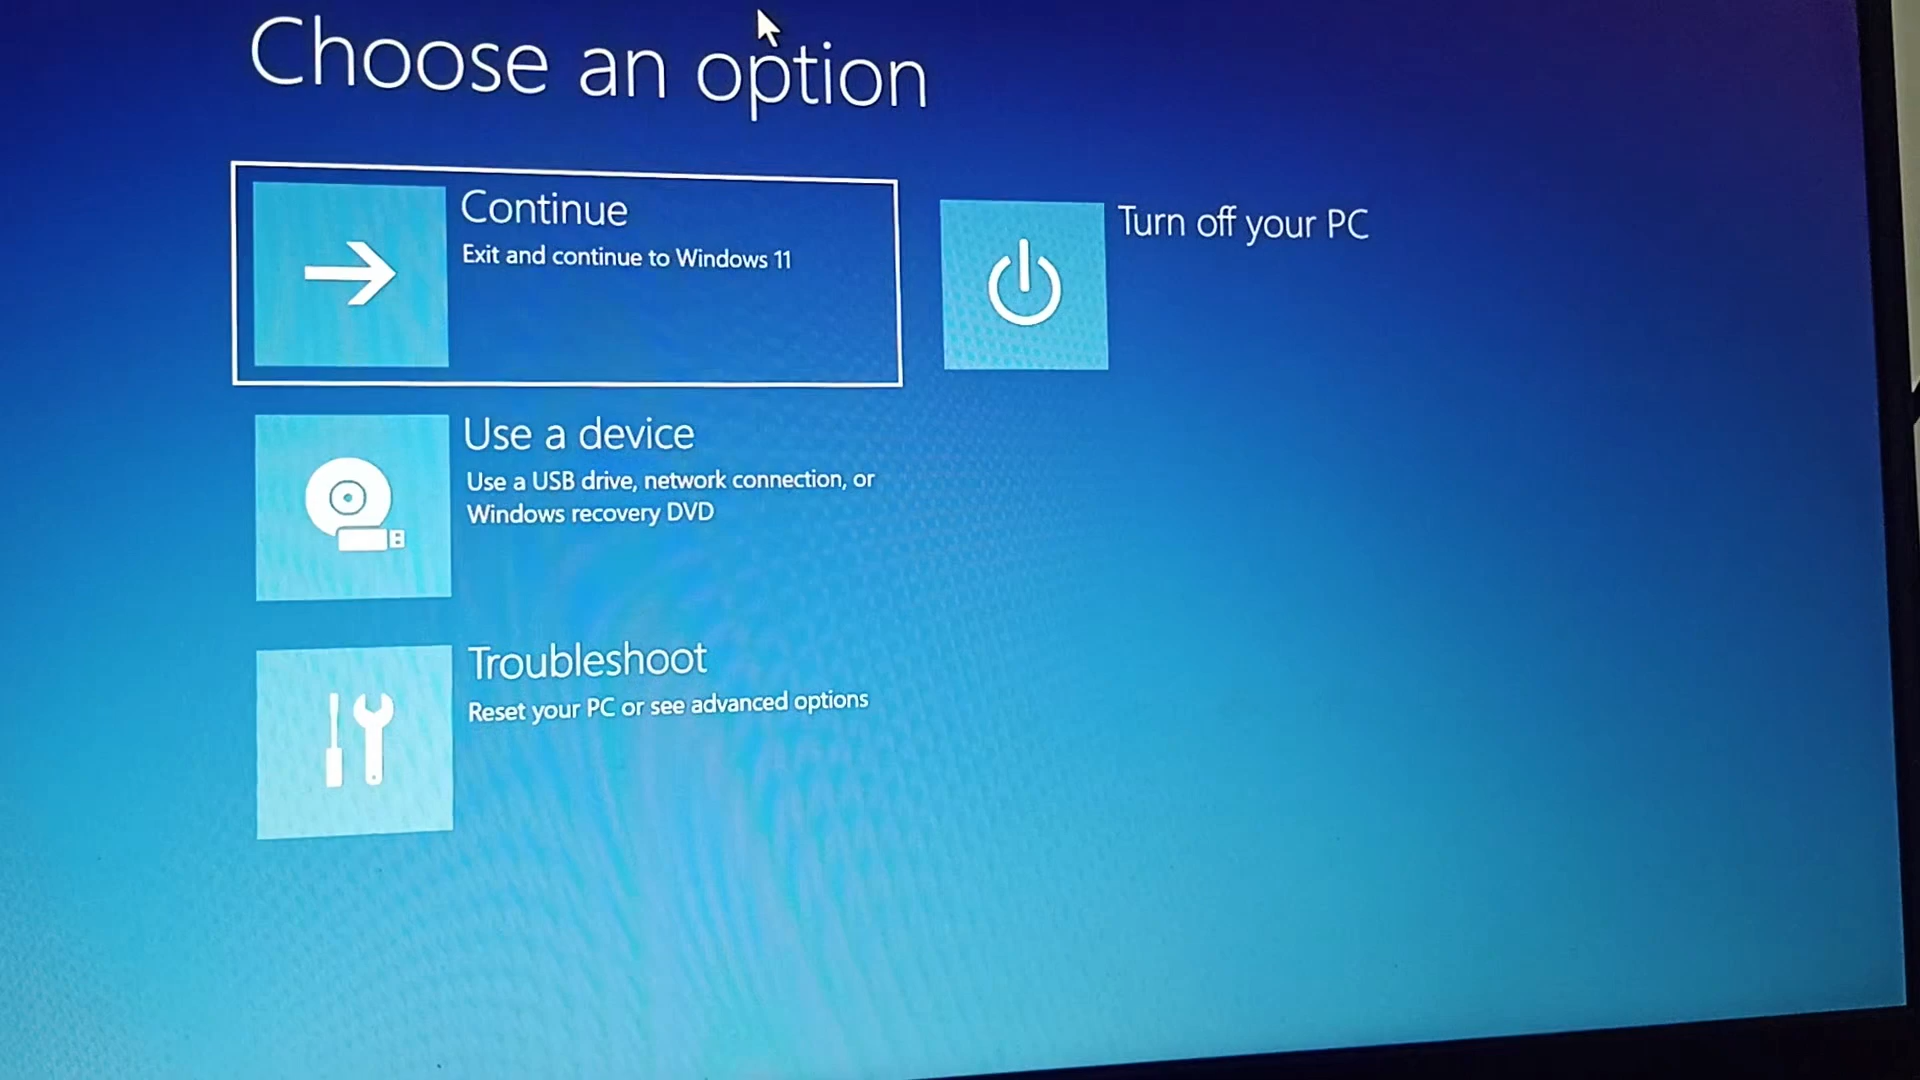 Choose an option
Continue
Exit and continue to Windows 11
Turn off your PC
Use a device
Use a USB drive, network connection, or
Windows recovery DVD
Troubleshoot
Reset your PC or see advanced options